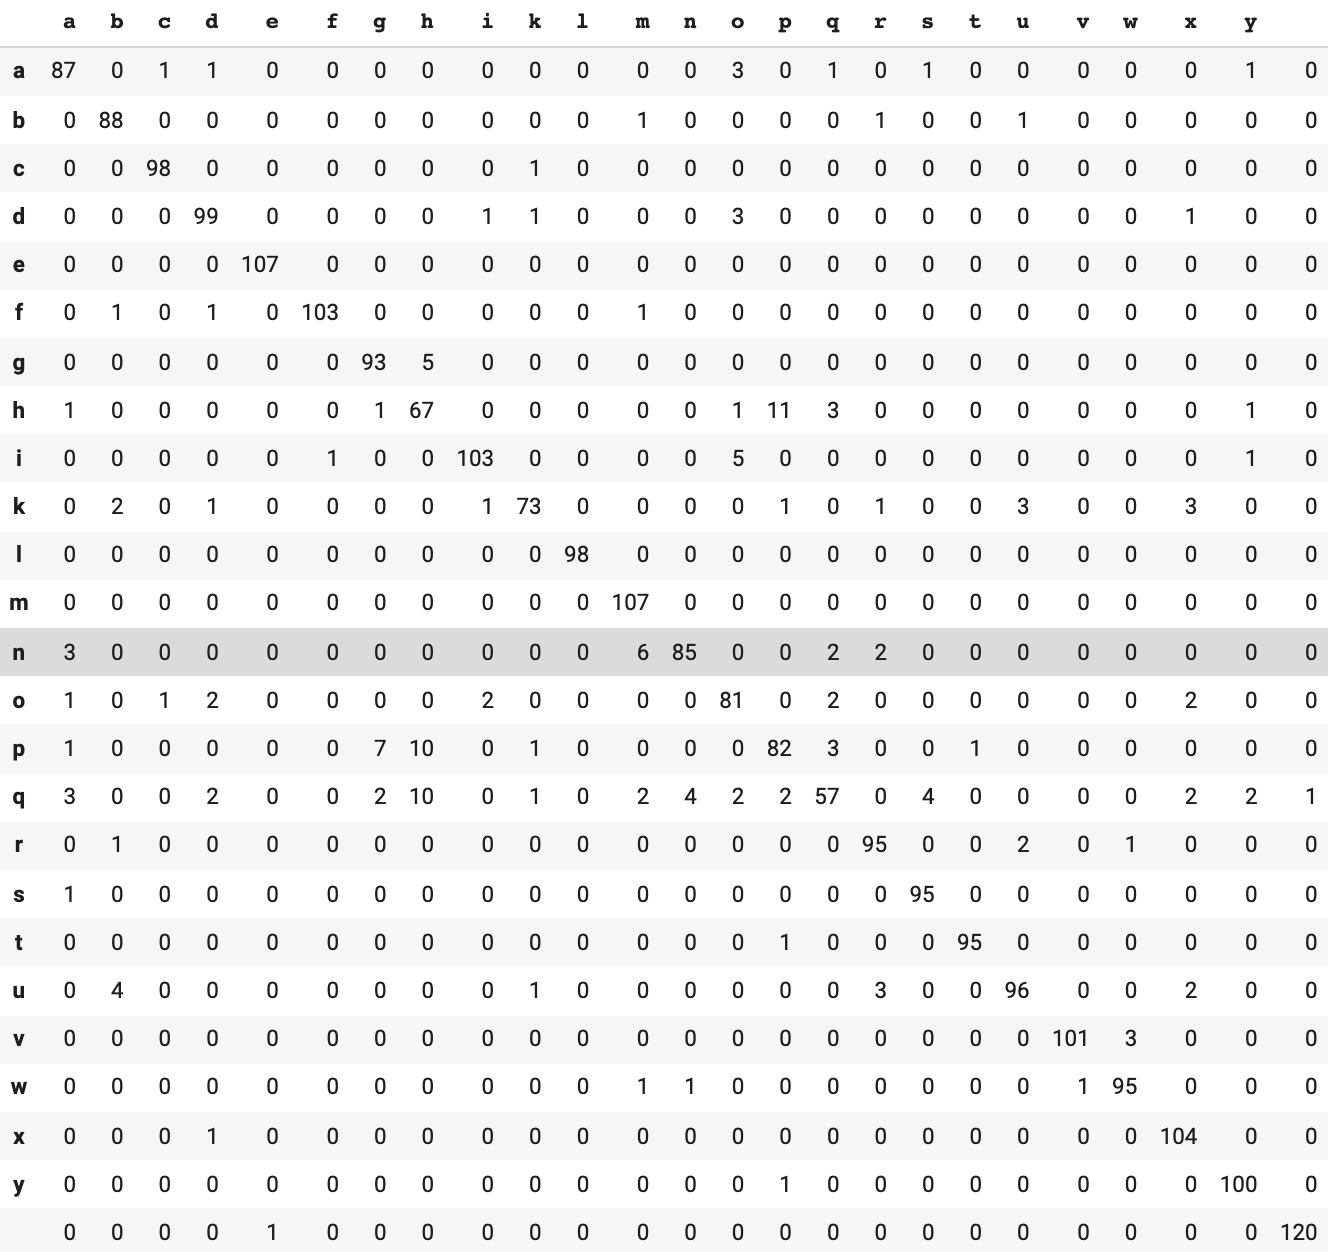 a b c d e f g h i k l m n o p q r s t u v w x y
a 87 0 1 1 0 0 0 0 0 0 0 0 0 3 0 1 0 1 0 0 0 0 0 1 0
b 0 88 0 0 0 0 0 0 0 0 0 1 0 0 0 0 1 0 0 1 0 0 0 0 0
c 0 0 98 0 0 0 0 0 0 1 0 0 0 0 0 0 0 0 0 0 0 0 0 0 0
d 0 0 0 99 0 0 0 0 1 1 0 0 0 3 0 0 0 0 0 0 0 0 1 0 0
e 0 0 0 0 107 0 0 0 0 0 0 0 0 0 0 0 0 0 0 0 0 0 0 0 0
f 0 1 0 1 0 103 0 0 0 0 0 1 0 0 0 0 0 0 0 0 0 0 0 0 0
g 0 0 0 0 0 0 93 5 0 0 0 0 0 0 0 0 0 0 0 0 0 0 0 0 0
h 1 0 0 0 0 0 1 67 0 0 0 0 0 1 11 3 0 0 0 0 0 0 0 1 0
i 0 0 0 0 0 1 0 0 103 0 0 0 0 5 0 0 0 0 0 0 0 0 0 1 0
k 0 2 0 1 0 0 0 0 1 73 0 0 0 0 1 0 1 0 0 3 0 0 3 0 0
l 0 0 0 0 0 0 0 0 0 0 98 0 0 0 0 0 0 0 0 0 0 0 0 0 0
m 0 0 0 0 0 0 0 0 0 0 0 107 0 0 0 0 0 0 0 0 0 0 0 0 0
n 3 0 0 0 0 0 0 0 0 0 0 6 85 0 0 2 2 0 0 0 0 0 0 0 0
o 1 0 1 2 0 0 0 0 2 0 0 0 0 81 0 2 0 0 0 0 0 0 2 0 0
p 1 0 0 0 0 0 7 10 0 1 0 0 0 0 82 3 0 0 1 0 0 0 0 0 0
q 3 0 0 2 0 0 2 10 0 1 0 2 4 2 2 57 0 4 0 0 0 0 2 2 1
r 0 1 0 0 0 0 0 0 0 0 0 0 0 0 0 0 95 0 0 2 0 1 0 0 0
s 1 0 0 0 0 0 0 0 0 0 0 0 0 0 0 0 0 95 0 0 0 0 0 0 0
t 0 0 0 0 0 0 0 0 0 0 0 0 0 0 1 0 0 0 95 0 0 0 0 0 0
u 0 4 0 0 0 0 0 0 0 1 0 0 0 0 0 0 3 0 0 96 0 0 2 0 0
v 0 0 0 0 0 0 0 0 0 0 0 0 0 0 0 0 0 0 0 0 101 3 0 0 0
w 0 0 0 0 0 0 0 0 0 0 0 1 1 0 0 0 0 0 0 0 1 95 0 0 0
x 0 0 0 1 0 0 0 0 0 0 0 0 0 0 0 0 0 0 0 0 0 0 104 0 0
y 0 0 0 0 0 0 0 0 0 0 0 0 0 0 1 0 0 0 0 0 0 0 0 100 0
0 0 0 0 1 0 0 0 0 0 0 0 0 0 0 0 0 0 0 0 0 0 0 0 120